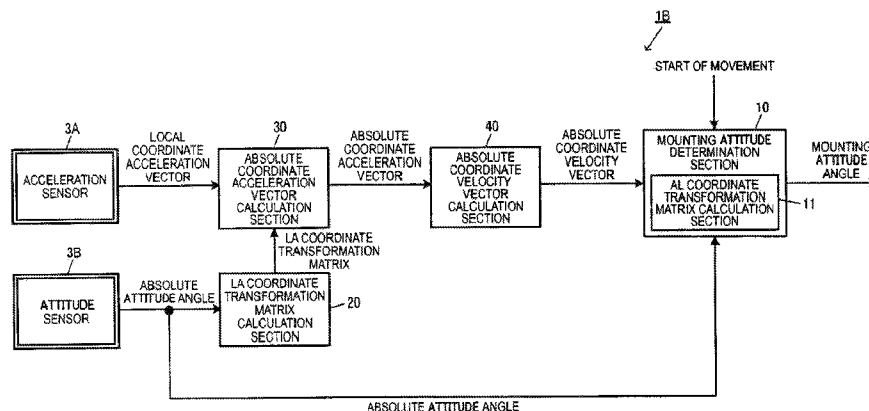 1B
START OF MOVEMENT
3A
LOCAL
COORDINATE
ACCELERATION
VECTOR
30
ABSOLUTE
COORDINATE
ACCELERATION
VECTOR
40
ABSOLUTE
COORDINATE
VELOCITY
VECTOR
10
MOUNTING
ATTITUDE
ANGLE
ACCELERATION
SENSOR
ABSOLUTE
COORDINATE
ACCELERATION
VECTOR
CALCULATION
SECTION
ABSOLUTE
COORDINATE
VELOCITY
VECTOR
CALCULATION
SECTION
MOUNTING ATTITUDE
DETERMINATION
SECTION
AL COORDINATE
TRANSFORMATION
MATRIX CALCULATION
SECTION
11
LA COORDINATE
TRANSFORMATION
MATRIX
3B
ATTITUDE
SENSOR
ABSOLUTE
ATTITUDE ANGLE
LA COORDINATE
TRANSFORMATION
MATRIX
CALCULATION
SECTION
20
ABSOLUTE ATTITUDE ANGLE